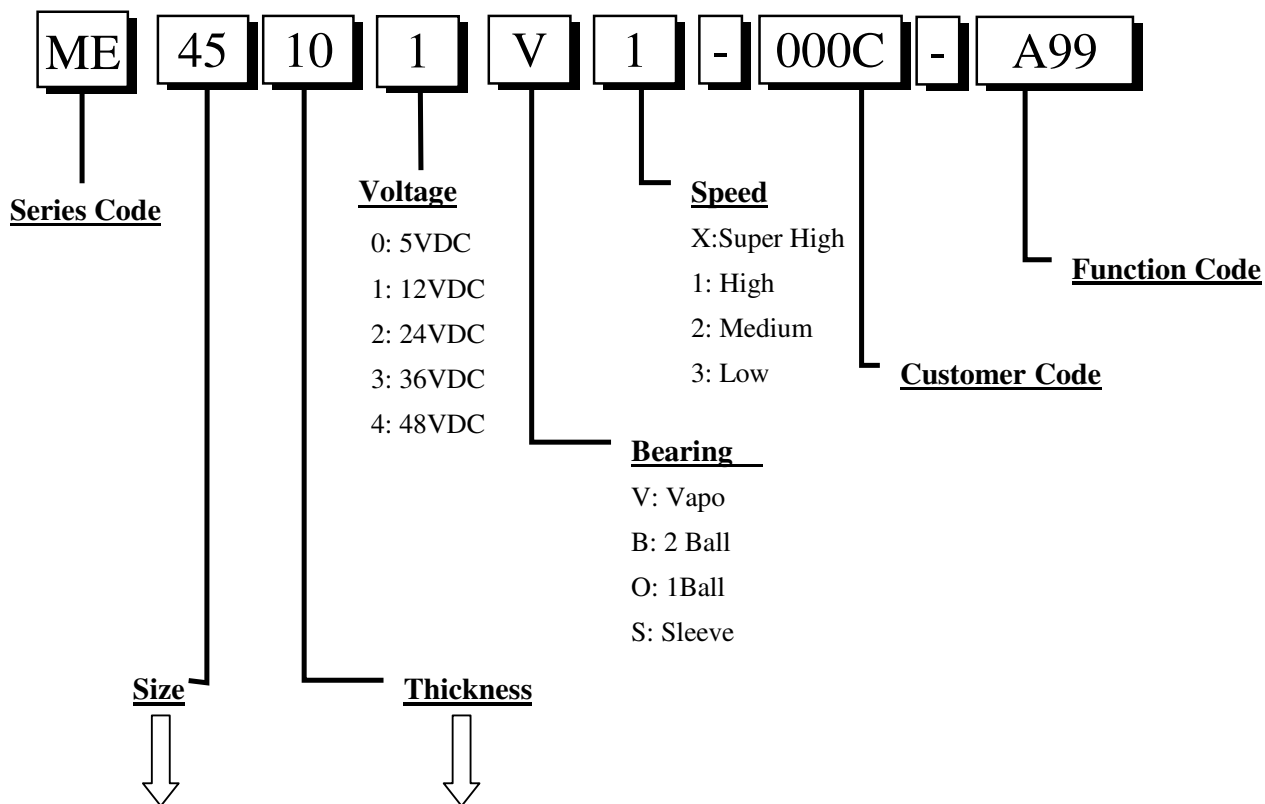 ME 45 10 1 V 1 - 000C - A99
Series Code
Voltage
0: 5VDC
1: 12VDC
2: 24VDC
3: 36VDC
4: 48VDC
Speed
X:Super High
1: High
2: Medium
3: Low
Function Code
Customer Code
Bearing
V: Vapo
B: 2 Ball
O: 1Ball
S: Sleeve
Size
Thickness